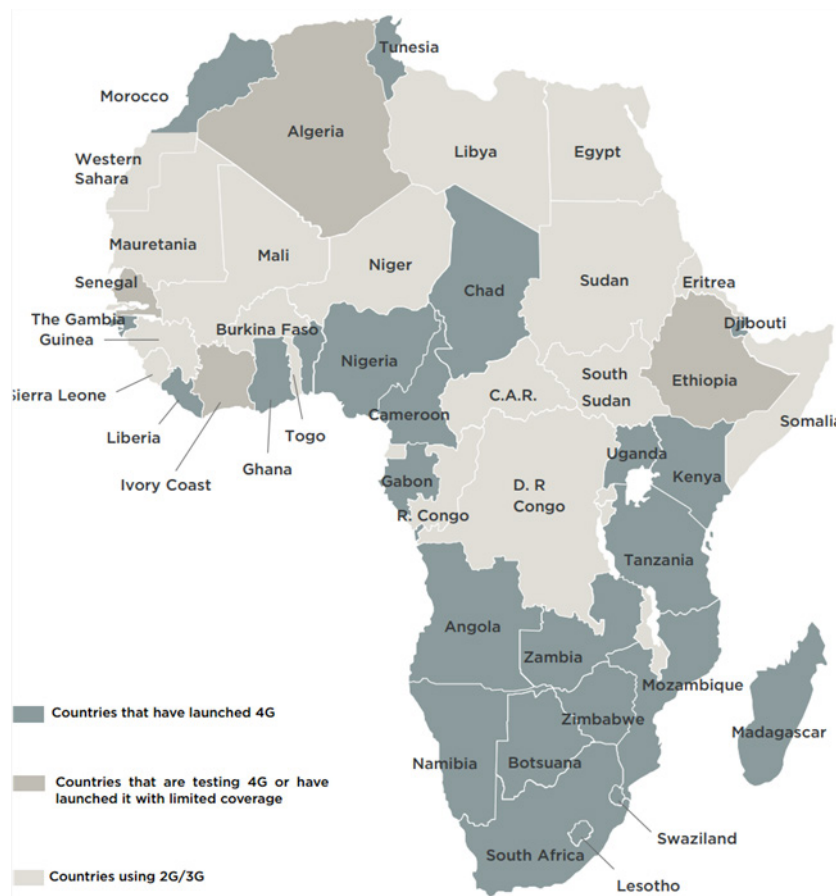 Tunesia
Morocco
Algeria
Libya
Egypt
Western
Sahara
Mauretania
Mali
Niger
Chad
Sudan
Eritrea
Senegal
The Gambia
Guinea
Burkina Faso
Djibouti
Nigeria
South
Sudan
Ethiopia
C.A.R.
Sierra Leone
Cameroon
Somalia
Liberia
Togo
Ghana
Ivory Coast
Uganda
Kenya
Gabon
D. R
Congo
R. Congo
Tanzania
Angola
Zambia
Mozambique
Countries that have launched 4G
Zimbabwe
Madagascar
Namibia
Botsuana
Countries that are testing 4G or have
launched it with limited coverage
Swaziland
South Africa
Lesotho
Countries using 2G/3G